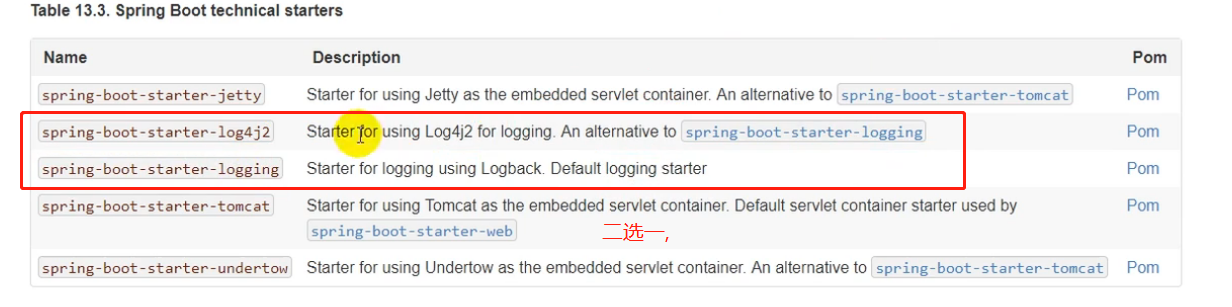 Table 13.3. Spring Boot technical starters
Name Description Pom
spring-boot-starter-jetty Starter for using Jetty as the embedded servlet container. An alternative to spring-boot-starter-tomcat Pom
spring-boot-starter-log4j2 Starter for using Log4j2 for logging. An alternative to spring-boot-starter-logging Pom
spring-boot-starter-logging Starter for logging using Logback. Default logging starter Pom
spring-boot-starter-tomcat Starter for using Tomcat as the embedded servlet container. Default servlet container starter used by Pom
spring-boot-starter-web 二选一,
spring-boot-starter-undertow Starter for using Undertow as the embedded servlet container. An alternative to spring-boot-starter-tomcat Pom